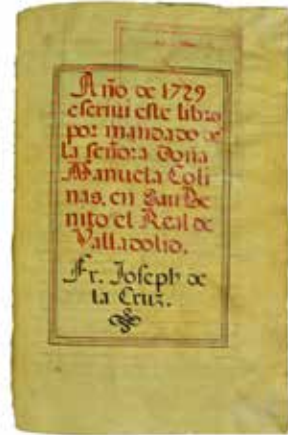 Año de 1729
escriui este libro
por mandado de
la señora Doña
Manuela Coli
nas, en San Be
nito el Real de
Valladolid.
Fr. Joseph de
la Cruz.